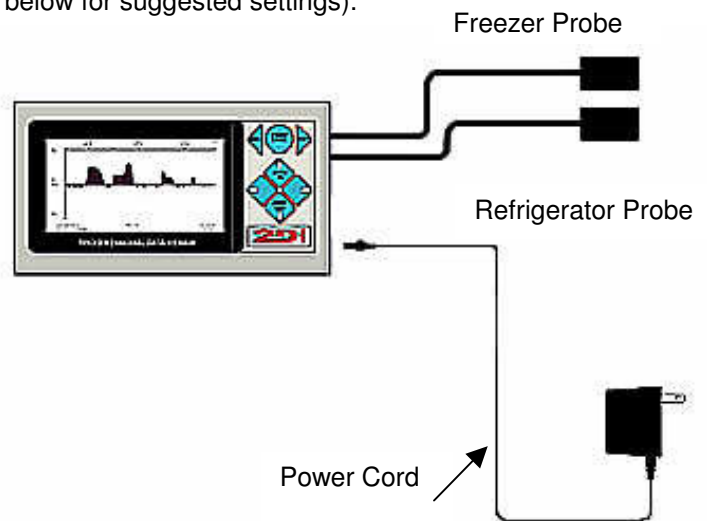 below for suggested settings).
Freezer Probe
Refrigerator Probe
Power Cord